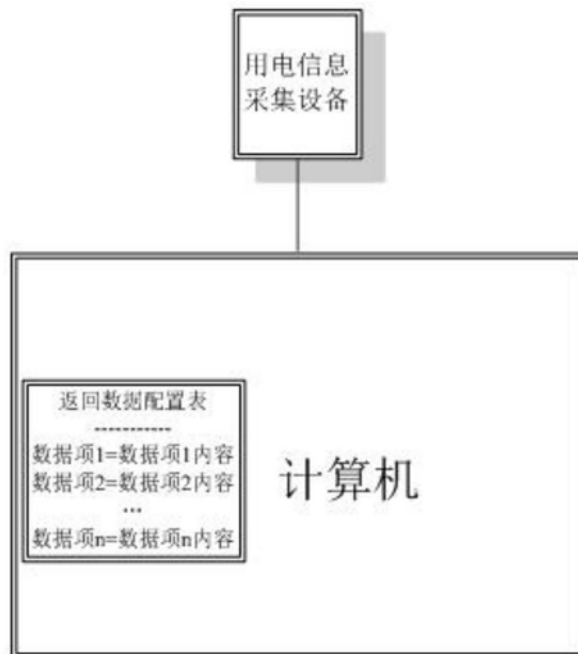 用电信息
采集设备
返回数据配置表
-----------
数据项1=数据项1内容
数据项2=数据项2内容
...
数据项n=数据项n内容
计算机